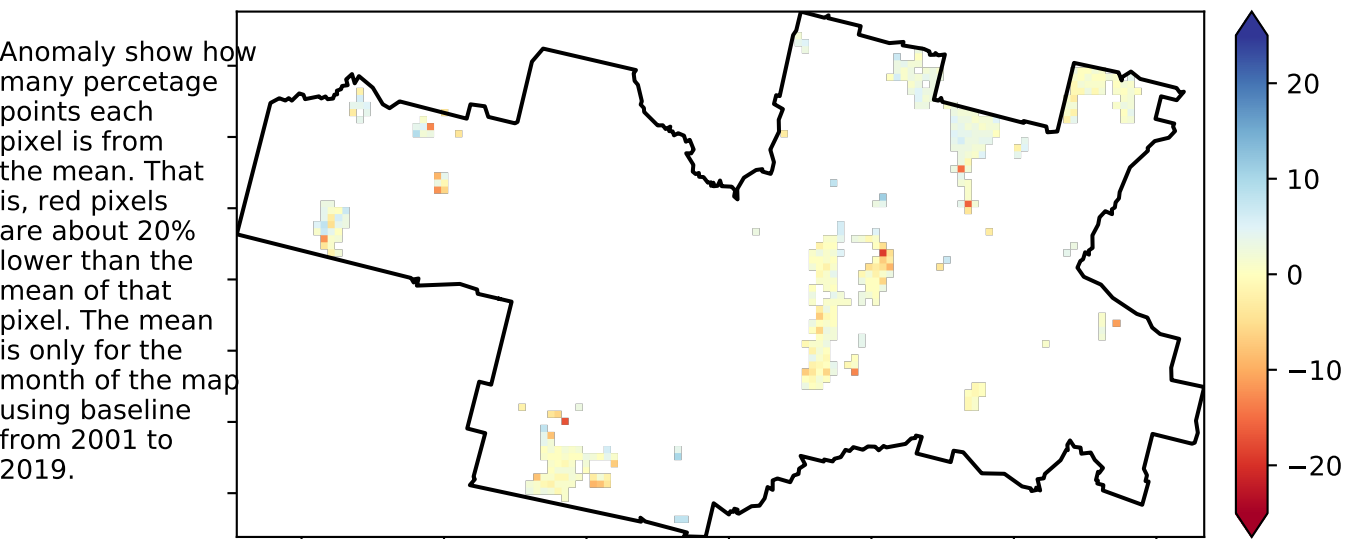 Anomaly show how
many percetage
points each
pixel is from
the mean. That
is, red pixels
are about 20%
lower than the
mean of that
pixel. The mean
is only for the
month of the map
using baseline
from 2001 to
2019.
20
10
0
−10
−20